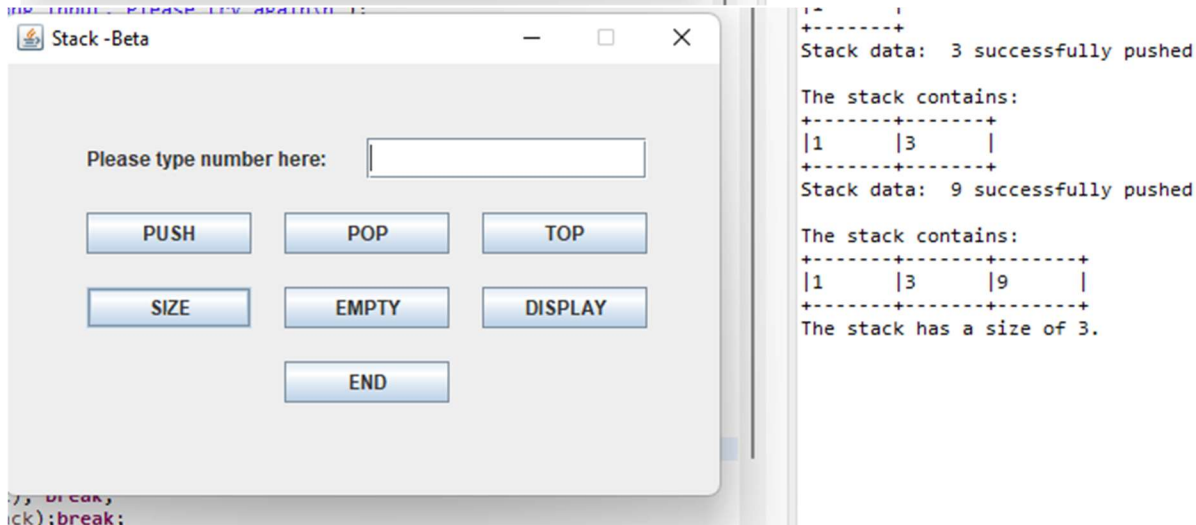 Stack -Beta
Please type number here:
PUSH POP TOP
SIZE EMPTY DISPLAY
END
break;
ck);break;
+-------+
Stack data:  3 successfully pushed
The stack contains:
+-------+-------+
|1      |3      |
+-------+-------+
Stack data:  9 successfully pushed
The stack contains:
+-------+-------+-------+
|1      |3      |9      |
+-------+-------+-------+
The stack has a size of 3.